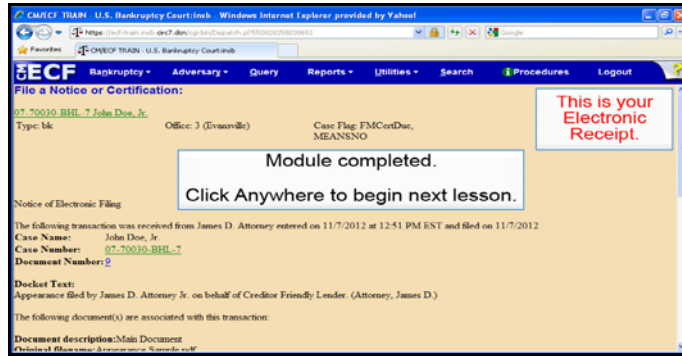 CM/ECF TRAIN - U.S. Bankruptcy Court:insb - Windows Internet Explorer provided by Yahoo!
Google
Favorites CM/ECF TRAIN - U.S. Bankruptcy Court:insb
ECF Bankruptcy Adversary Query Reports Utilities Search Procedures Logout ?
File a Notice or Certification:
This is your
Electronic
Receipt.
07-70030-BHL-7 John Doe, Jr.
Type: bk Office: 3 (Evansville) Case Flag: FMCertDue,
MEANSNO
Module completed.
Click Anywhere to begin next lesson.
Notice of Electronic Filing
The following transaction was received from James D. Attorney entered on 11/7/2012 at 12:51 PM EST and filed on 11/7/2012
Case Name: John Doe, Jr.
Case Number: 07-70030-BHL-7
Document Number: 9
Docket Text:
Appearance filed by James D. Attorney Jr. on behalf of Creditor Friendly Lender. (Attorney, James D.)
The following document(s) are associated with this transaction:
Document description:Main Document
Original filename:Appearance Sample.pdf